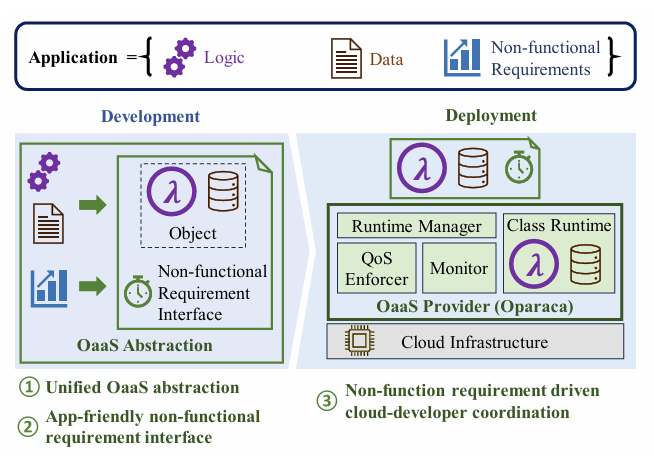 Application = { Logic Data Non-functional Requirements }
Development
Deployment
λ
Object
Non-functional
Requirement
Interface
OaaS Abstraction
λ
Runtime Manager
Class Runtime
QoS
Enforcer
Monitor
λ
OaaS Provider (Oparaca)
Cloud Infrastructure
① Unified OaaS abstraction
② App-friendly non-functional
requirement interface
③ Non-function requirement driven
cloud-developer coordination